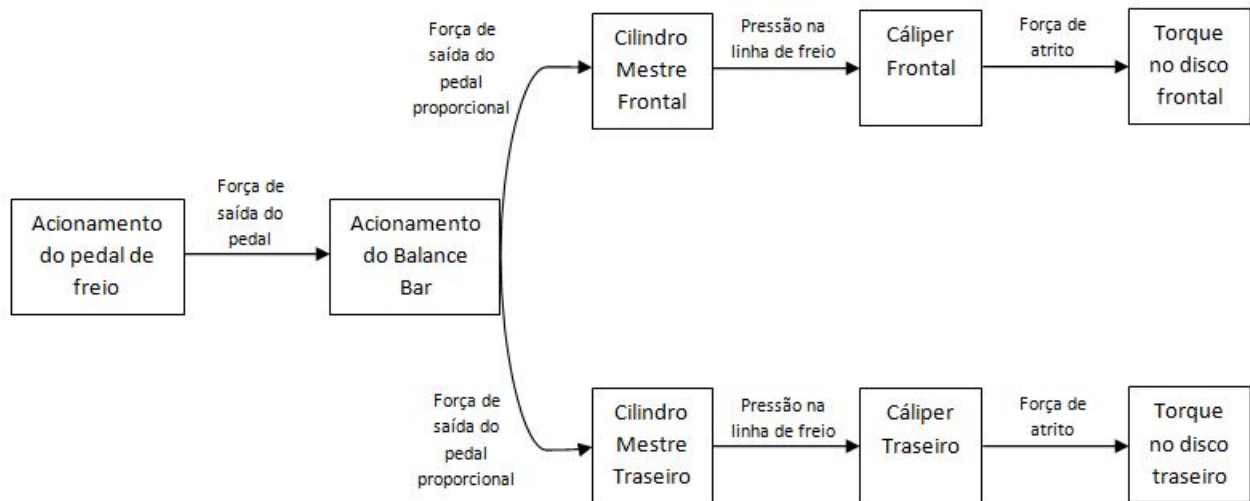 Acionamento
do pedal de
freio
Força de
saída do
pedal
Acionamento
do Balance
Bar
Força de
saída do
pedal
proporcional
Cilindro
Mestre
Frontal
Pressão na
linha de freio
Cáliper
Frontal
Força de
atrito
Torque
no disco
frontal
Força de
saída do
pedal
proporcional
Cilindro
Mestre
Traseiro
Pressão na
linha de freio
Cáliper
Traseiro
Força de
atrito
Torque
no disco
traseiro